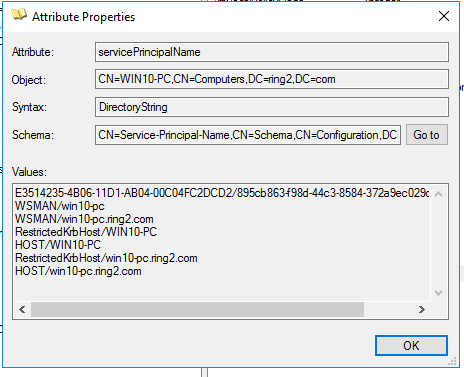 Attribute Properties
Attribute: servicePrincipalName
Object: CN=WIN10-PC,CN=Computers,DC=ring2,DC=com
Syntax: DirectoryString
Schema: CN=Service-Principal-Name,CN=Schema,CN=Configuration,DC Go to
Values:
E3514235-4B06-11D1-AB04-00C04FC2DCD2/895cb863-f98d-44c3-8584-372a9ec029c
WSMAN/win10-pc
WSMAN/win10-pc.ring2.com
RestrictedKrbHost/WIN10-PC
HOST/WIN10-PC
RestrictedKrbHost/win10-pc.ring2.com
HOST/win10-pc.ring2.com
OK